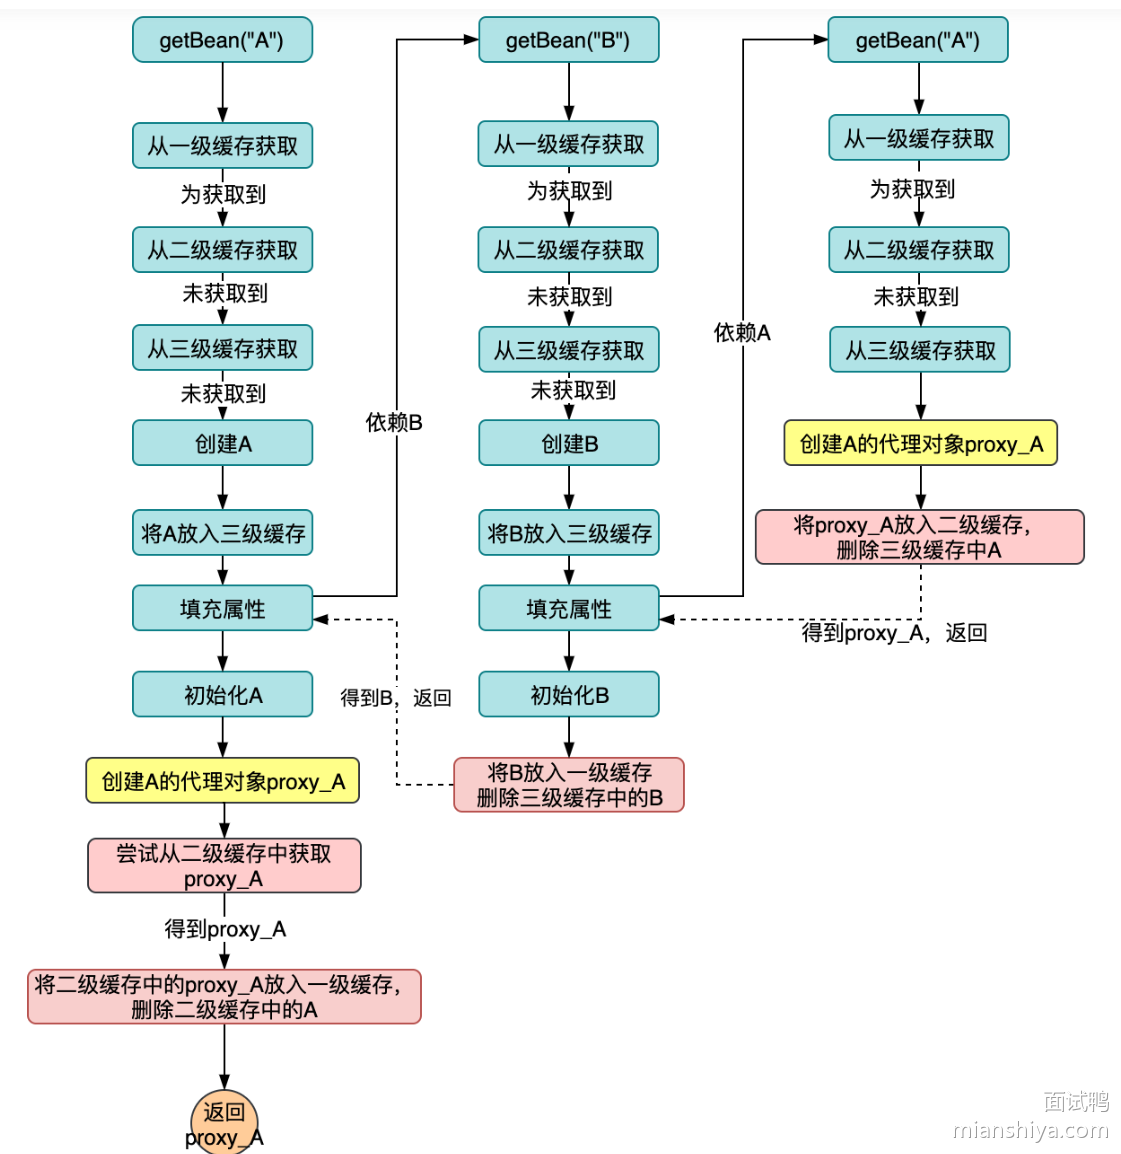 getBean("A")
从一级缓存获取
为获取到
从二级缓存获取
未获取到
从三级缓存获取
未获取到
创建A
将A放入三级缓存
填充属性
初始化A
创建A的代理对象proxy_A
尝试从二级缓存中获取
proxy_A
得到proxy_A
将二级缓存中的proxy_A放入一级缓存，
删除二级缓存中的A
返回
proxy_A
依赖B
getBean("B")
从一级缓存获取
为获取到
从二级缓存获取
未获取到
从三级缓存获取
未获取到
创建B
将B放入三级缓存
填充属性
初始化B
将B放入一级缓存
删除三级缓存中的B
得到B，返回
依赖A
getBean("A")
从一级缓存获取
为获取到
从二级缓存获取
未获取到
从三级缓存获取
创建A的代理对象proxy_A
将proxy_A放入二级缓存，
删除三级缓存中A
得到proxy_A，返回
面试鸭
mianshiya.com